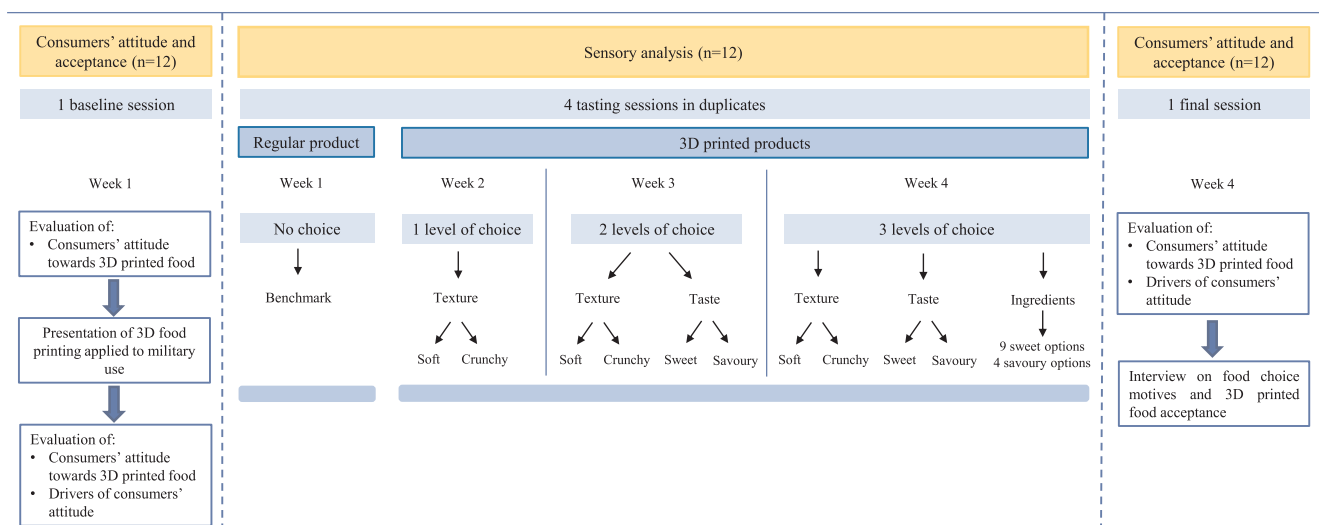 Consumers' attitude and
acceptance (n=12)
1 baseline session
Week 1
Evaluation of:
• Consumers' attitude
towards 3D printed food
Presentation of 3D food
printing applied to military
use
Evaluation of:
• Consumers' attitude
towards 3D printed food
• Drivers of consumers'
attitude
Sensory analysis (n=12)
4 tasting sessions in duplicates
Regular product
3D printed products
Week 1
No choice
Benchmark
Week 2
1 level of choice
Texture
Soft Crunchy
Week 3
2 levels of choice
Texture Taste
Soft Crunchy Sweet Savoury
Week 4
3 levels of choice
Texture Taste Ingredients
Soft Crunchy Sweet Savoury
9 sweet options
4 savoury options
Consumers' attitude and
acceptance (n=12)
1 final session
Week 4
Evaluation of:
• Consumers' attitude
towards 3D printed food
• Drivers of consumers'
attitude
Interview on food choice
motives and 3D printed
food acceptance